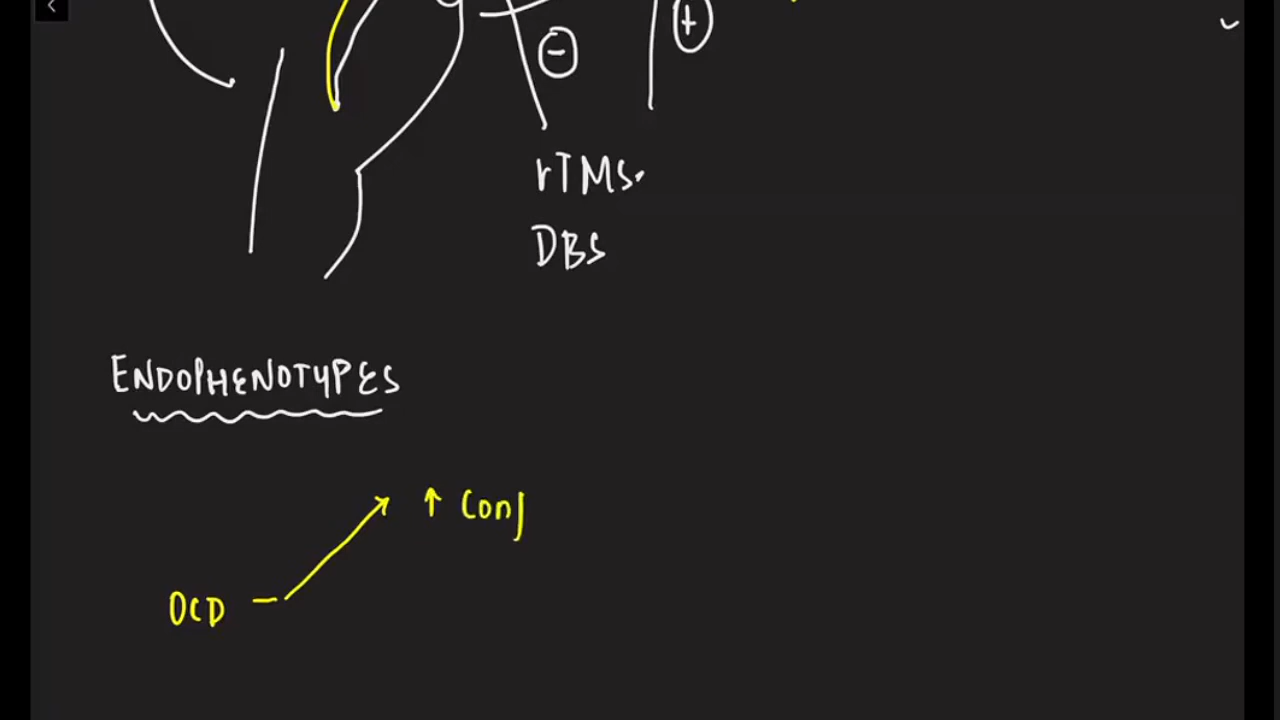 ⊖ ⊕
rTMS.
DBS
ENDOPHENOTYPES
↑ Conj
OCD –